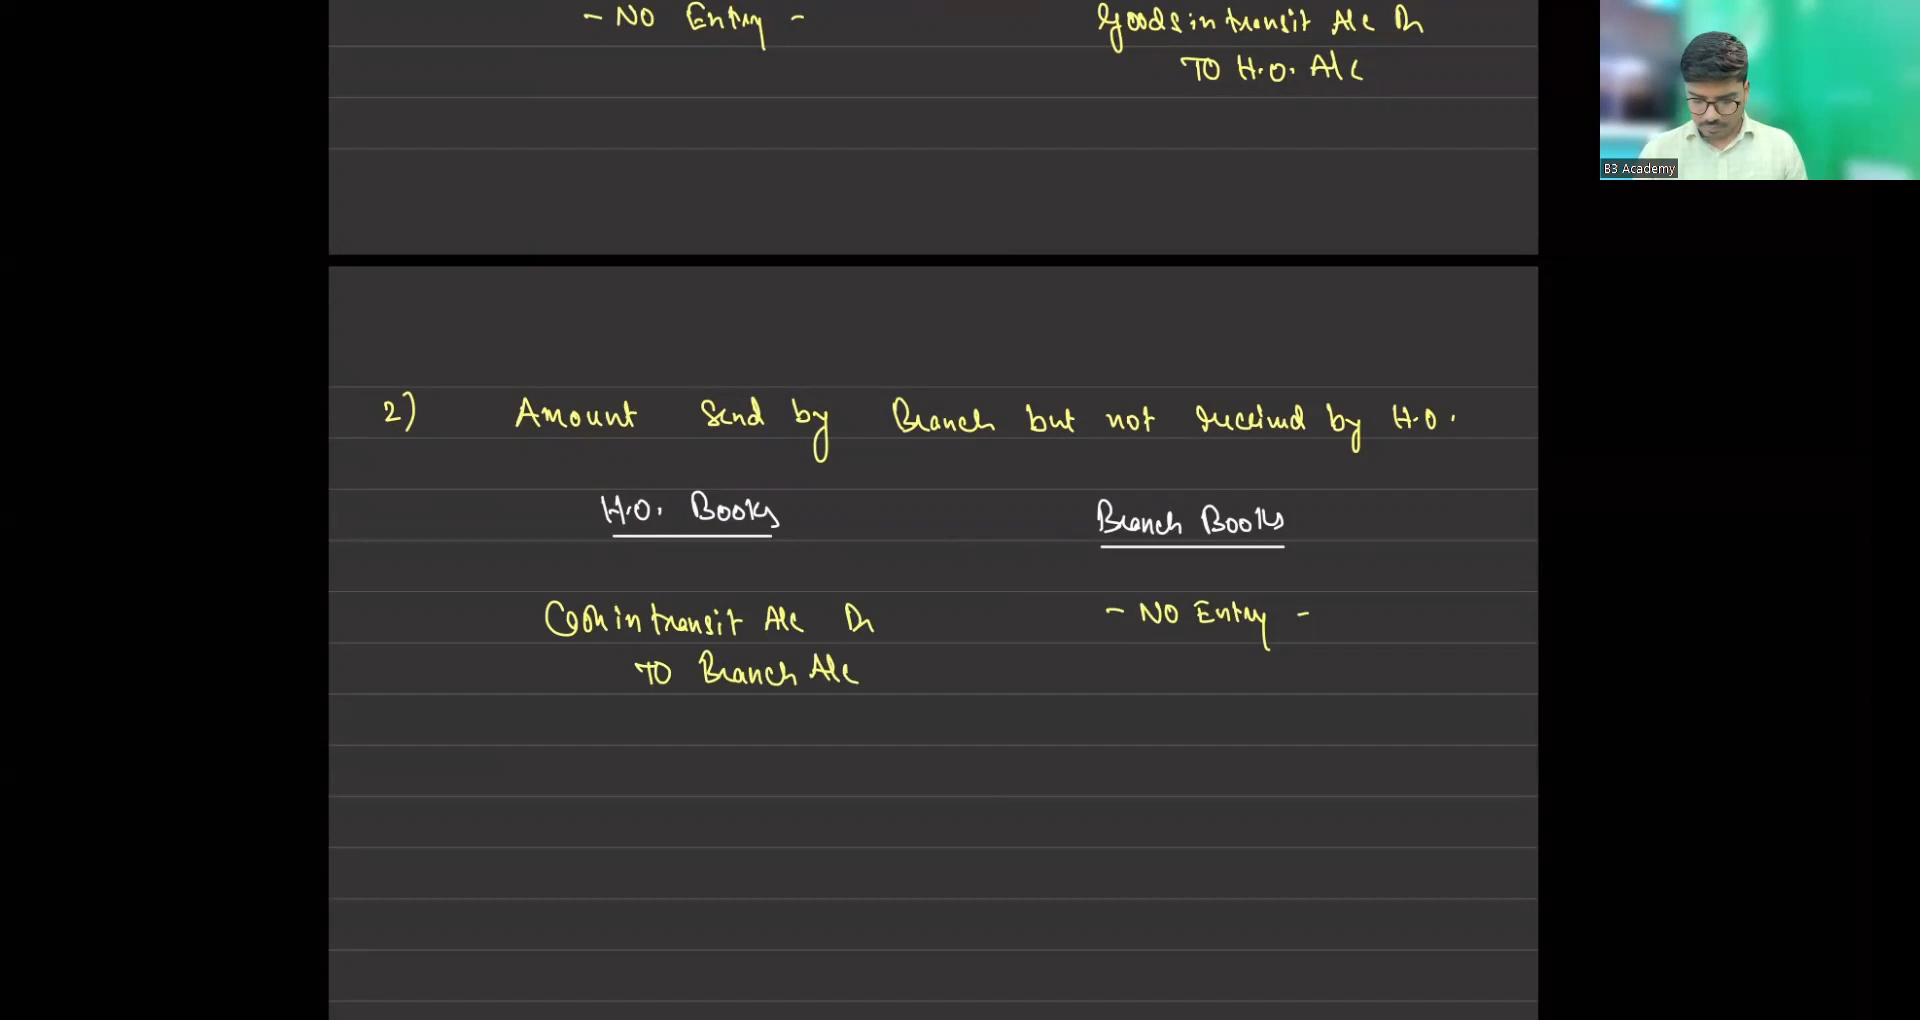 - NO Entry -
Goods in transit A/c Dr
TO H.O. A/c
B3 Academy
2) Amount Send by Branch but not received by H.O.
H.O. Books
Branch Books
Cash in transit A/c Dr
TO Branch A/c
- NO Entry -